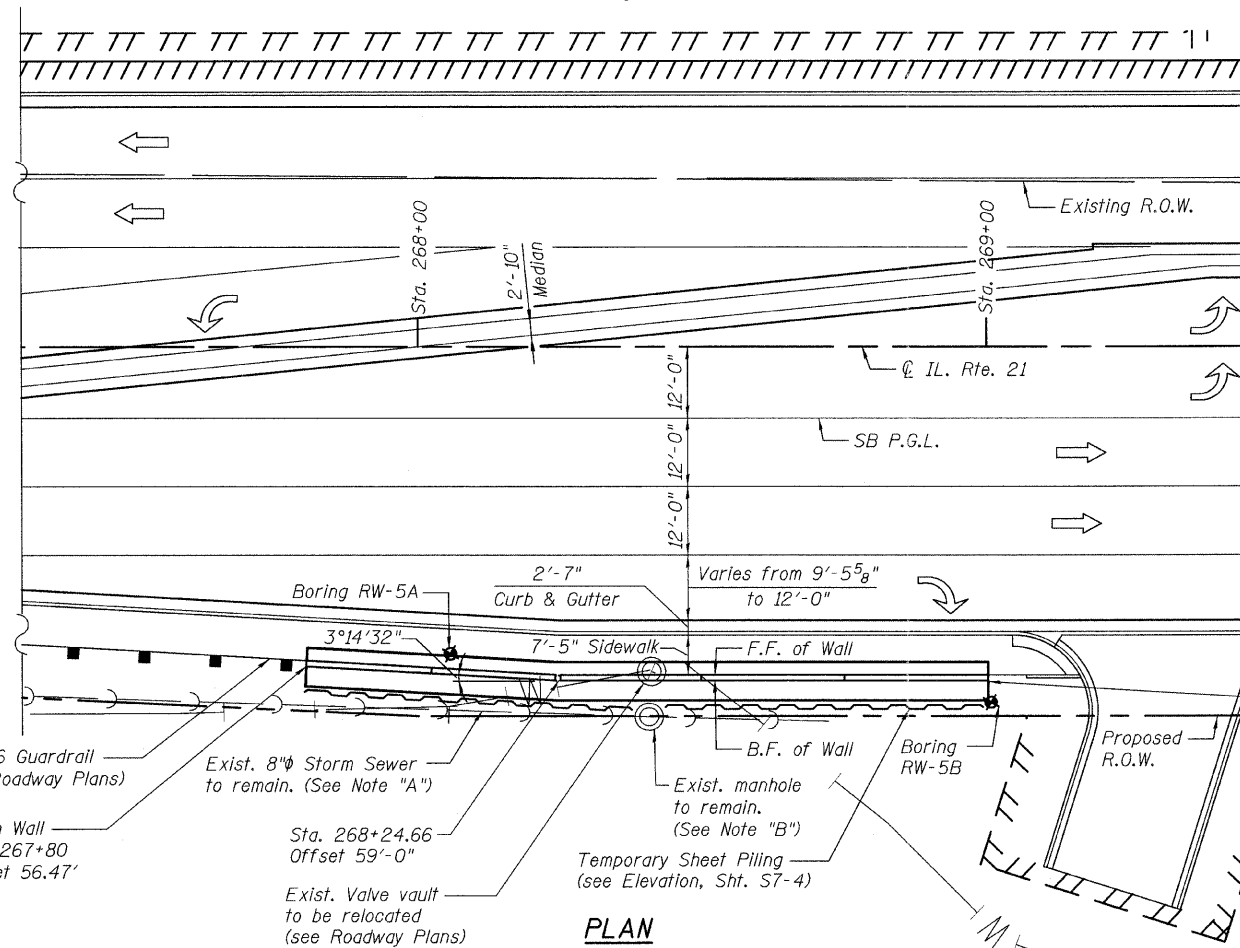 Existing R.O.W.
Sta. 268+00
2'-10"
Median
Sta. 269+00
℄ IL. Rte. 21
12'-0"
SB P.G.L.
12'-0"
12'-0"
2'-7"
Curb & Gutter
Varies from 9'-5 5/8"
to 12'-0"
Boring RW-5A
3°14'32"
7'-5" Sidewalk
F.F. of Wall
B.F. of Wall
Boring
RW-5B
Proposed
R.O.W.
6 Guardrail
Roadway Plans)
Exist. 8"ϕ Storm Sewer
to remain. (See Note "A")
Exist. manhole
to remain.
(See Note "B")
Wall
267+80
56.47'
Sta. 268+24.66
Offset 59'-0"
Temporary Sheet Piling
(see Elevation, Sht. S7-4)
Exist. Valve vault
to be relocated
(see Roadway Plans)
PLAN
M